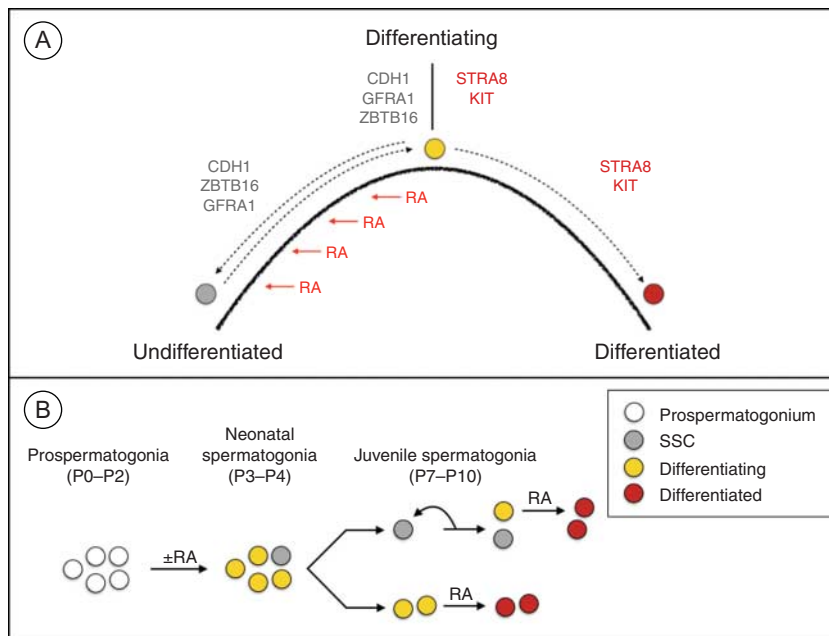 A
Differentiating
CDH1
GFRA1
ZBTB16
STRA8
KIT
CDH1
ZBTB16
GFRA1
STRA8
KIT
RA
RA
RA
RA
Undifferentiated
Differentiated
B
Prospermatogonia
(P0–P2)
Neonatal
spermatogonia
(P3–P4)
Juvenile spermatogonia
(P7–P10)
Prospermatogonium
SSC
Differentiating
Differentiated
±RA
RA
RA